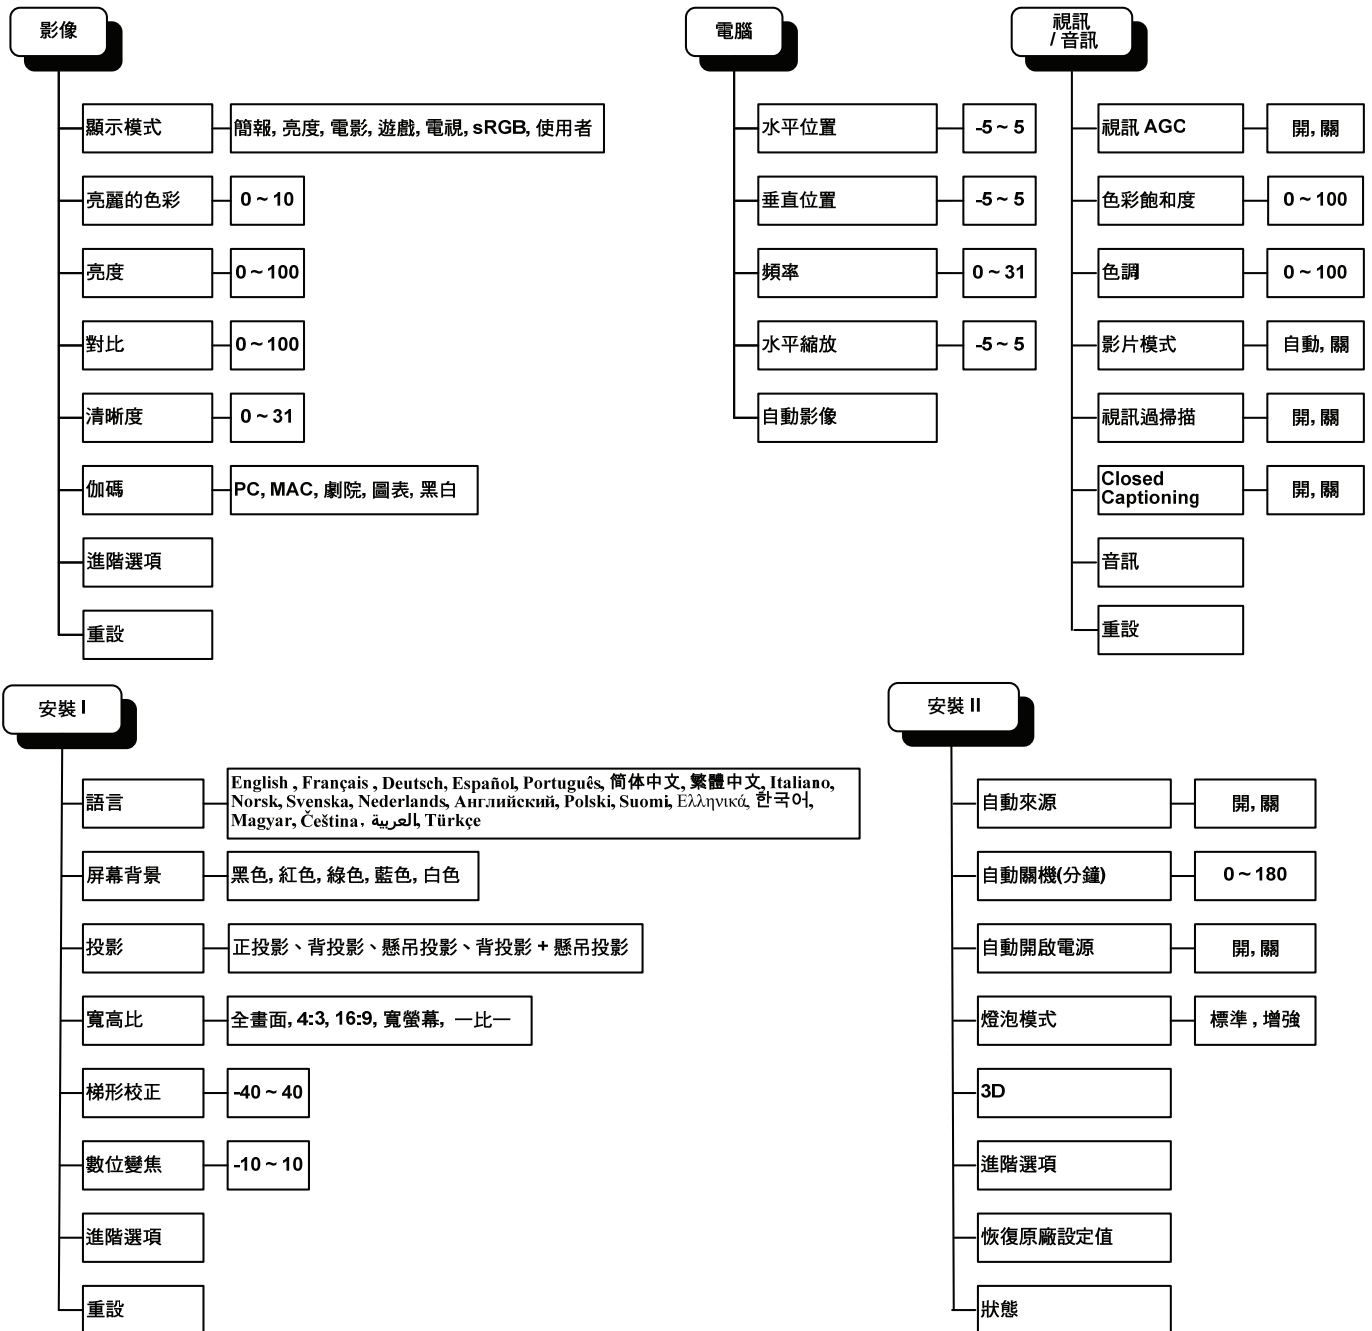 影像
顯示模式
簡報, 亮度, 電影, 遊戲, 電視, sRGB, 使用者
亮麗的色彩
0 ~ 10
亮度
0 ~ 100
對比
0 ~ 100
清晰度
0 ~ 31
伽碼
PC, MAC, 劇院, 圖表, 黑白
進階選項
重設
電腦
水平位置
-5 ~ 5
垂直位置
-5 ~ 5
頻率
0 ~ 31
水平縮放
-5 ~ 5
自動影像
視訊
/ 音訊
視訊 AGC
開, 關
色彩飽和度
0 ~ 100
色調
0 ~ 100
影片模式
自動, 關
視訊過掃描
開, 關
Closed
Captioning
開, 關
音訊
重設
安裝 I
語言
English , Français , Deutsch, Español, Português, 简体中文, 繁體中文, Italiano,
Norsk, Svenska, Nederlands, Английский, Polski, Suomi, Ελληνικά, 한국어,
Magyar, Čeština، العربية, Türkçe
屏幕背景
黑色, 紅色, 綠色, 藍色, 白色
投影
正投影、背投影、懸吊投影、背投影 + 懸吊投影
寬高比
全畫面, 4:3, 16:9, 寬螢幕, 一比一
梯形校正
-40 ~ 40
數位變焦
-10 ~ 10
進階選項
重設
安裝 II
自動來源
開, 關
自動關機(分鐘)
0 ~ 180
自動開啟電源
開, 關
燈泡模式
標準 , 增強
3D
進階選項
恢復原廠設定值
狀態